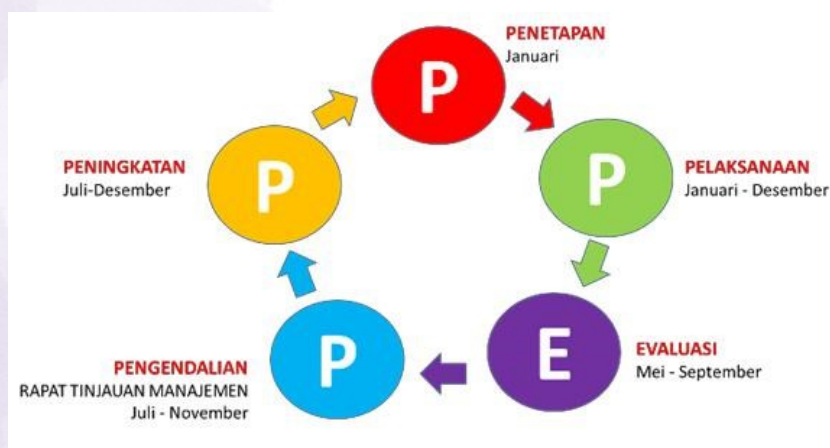 P
PENETAPAN
Januari
P
PELAKSANAAN
Januari - Desember
E
EVALUASI
Mei - September
P
PENGENDALIAN
RAPAT TINJAUAN MANAJEMEN
Juli - November
P
PENINGKATAN
Juli-Desember